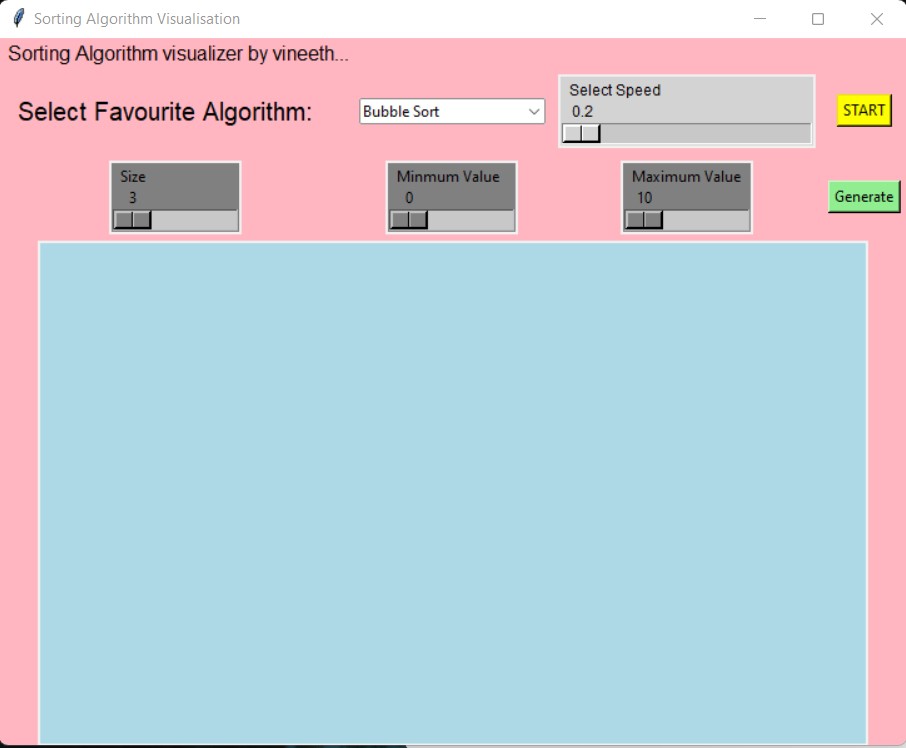 Sorting Algorithm Visualisation
Sorting Algorithm visualizer by vineeth...
Select Favourite Algorithm:
Bubble Sort
Select Speed
0.2
START
Size
3
Minmum Value
0
Maximum Value
10
Generate